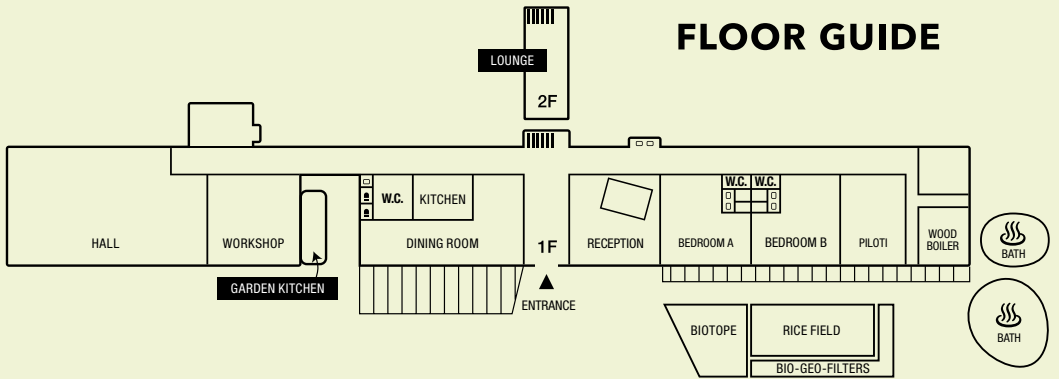 FLOOR GUIDE
LOUNGE
2F
W.C.
KITCHEN
W.C.
W.C.
HALL
WORKSHOP
DINING ROOM
1F
RECEPTION
BEDROOM A
BEDROOM B
PILOTI
WOOD
BOILER
BATH
GARDEN KITCHEN
ENTRANCE
BIOTOPE
RICE FIELD
BATH
BIO-GEO-FILTERS